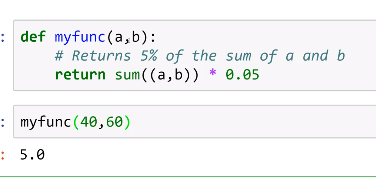 : def myfunc(a,b):
# Returns 5% of the sum of a and b
return sum((a,b)) * 0.05
: myfunc(40,60)
: 5.0